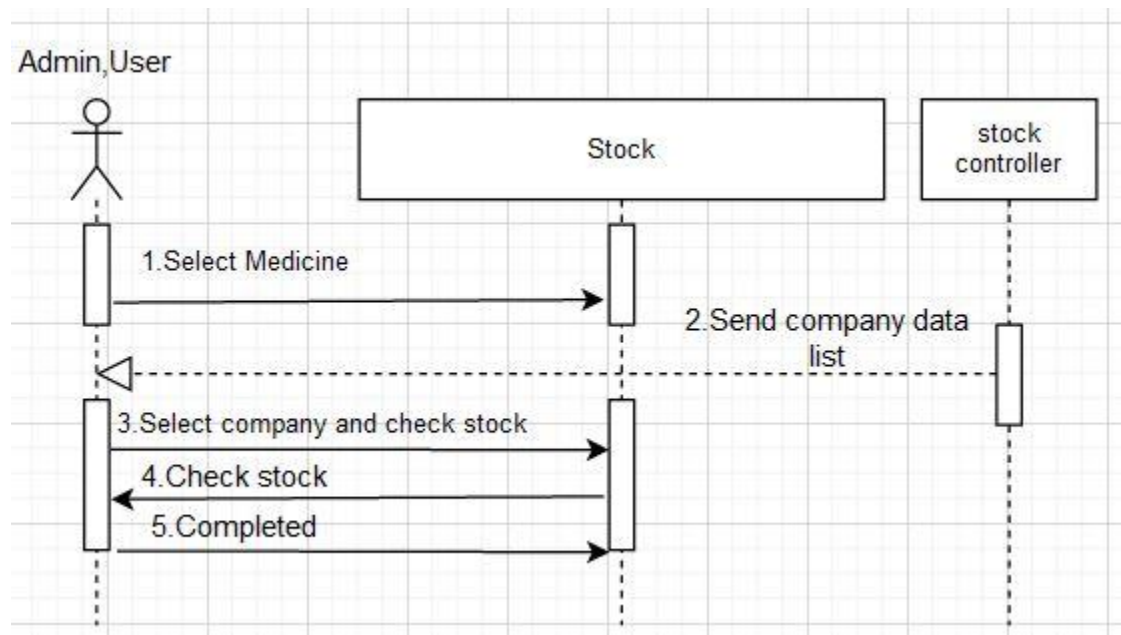 Admin,User
Stock
stock
controller
1.Select Medicine
2.Send company data
list
3.Select company and check stock
4.Check stock
5.Completed